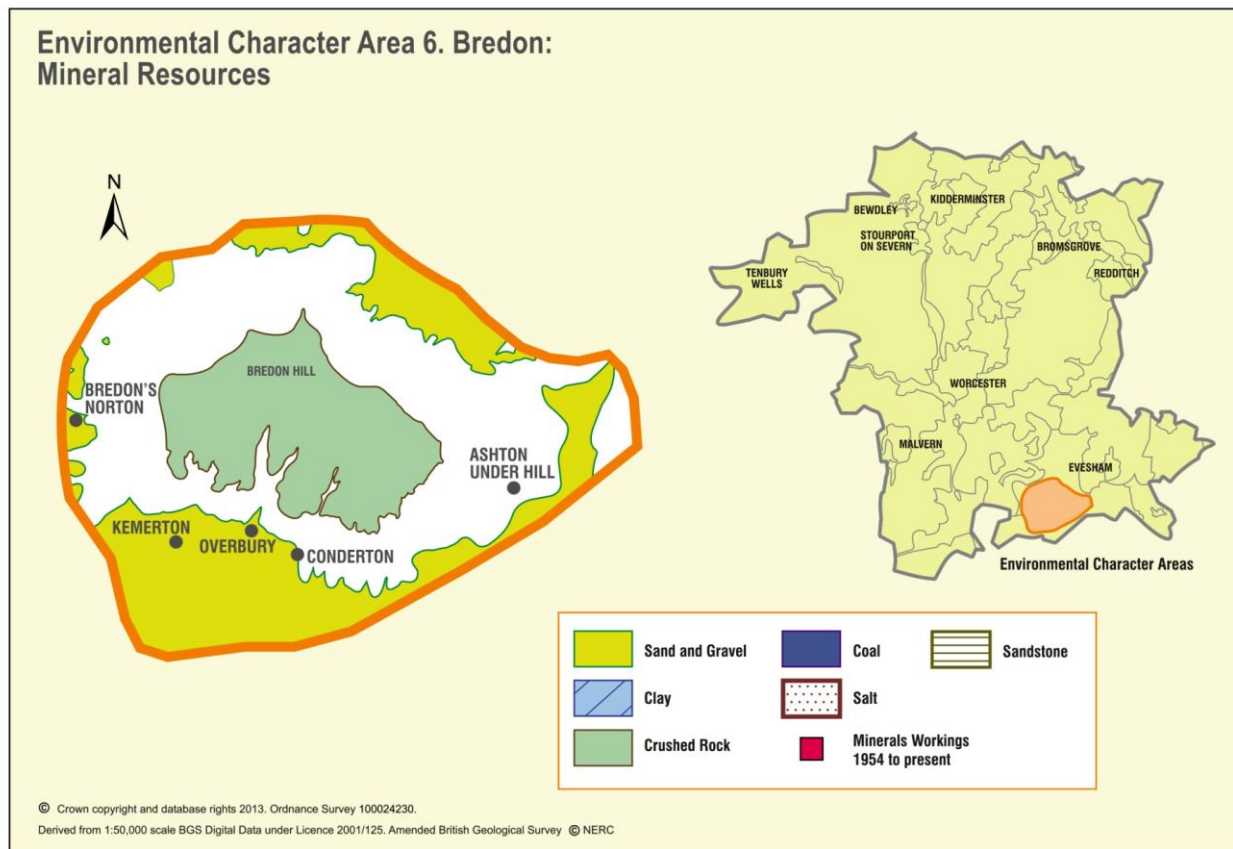 Environmental Character Area 6. Bredon:
Mineral Resources
N
BREDON HILL
BREDON'S
NORTON
ASHTON
UNDER HILL
KEMERTON
OVERBURY
CONDERTON
KIDDERMINSTER
BEWDLEY
STOURPORT
ON SEVERN
BROMSGROVE
TENBURY
WELLS
REDDITCH
WORCESTER
MALVERN
EVESHAM
Environmental Character Areas
Sand and Gravel
Coal
Sandstone
Clay
Salt
Crushed Rock
Minerals Workings
1954 to present
© Crown copyright and database rights 2013. Ordnance Survey 100024230.
Derived from 1:50,000 scale BGS Digital Data under Licence 2001/125. Amended British Geological Survey © NERC